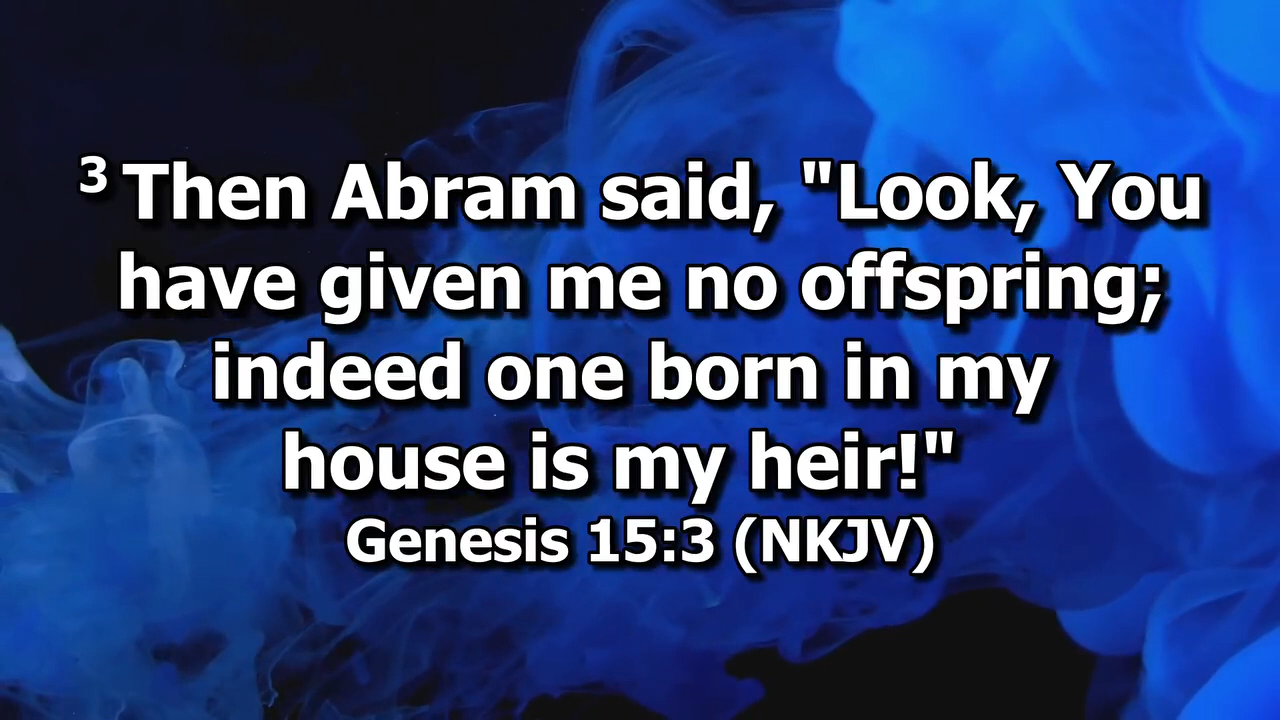 3 Then Abram said, "Look, You
have given me no offspring;
indeed one born in my
house is my heir!"
Genesis 15:3 (NKJV)